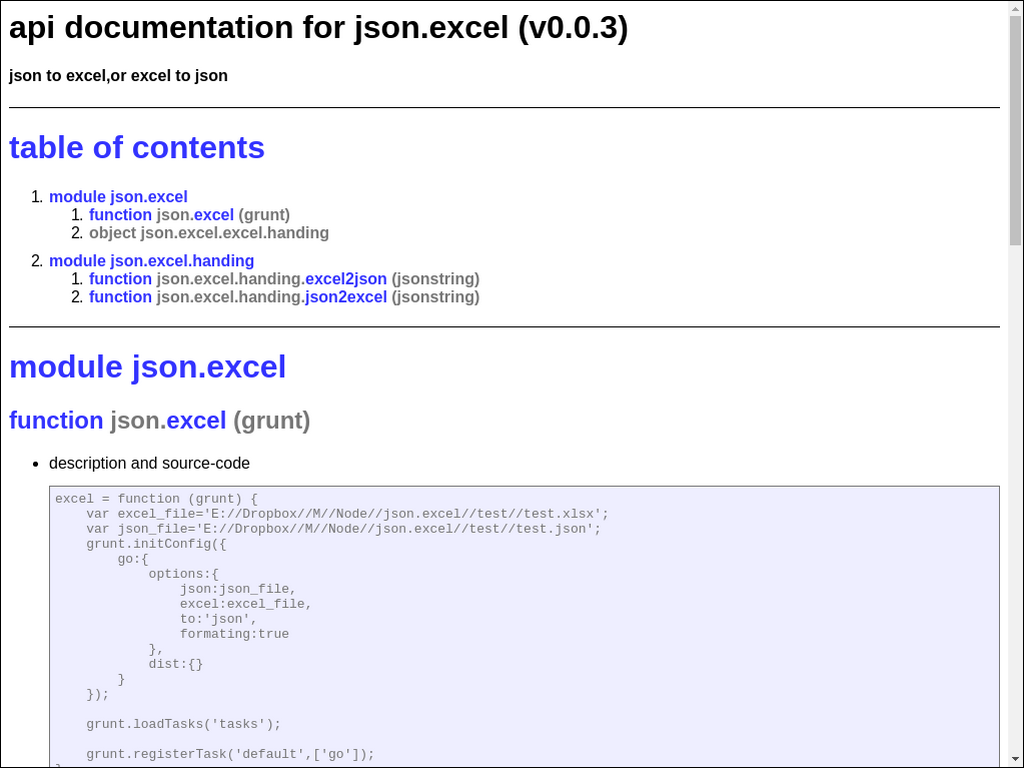 api documentation for json.excel (v0.0.3)
json to excel,or excel to json
table of contents
1. module json.excel
1. function json.excel (grunt)
2. object json.excel.excel.handing
2. module json.excel.handing
1. function json.excel.handing.excel2json (jsonstring)
2. function json.excel.handing.json2excel (jsonstring)
module json.excel
function json.excel (grunt)
• description and source-code
excel = function (grunt) {
    var excel_file='E://Dropbox//M//Node//json.excel//test//test.xlsx';
    var json_file='E://Dropbox//M//Node//json.excel//test//test.json';
    grunt.initConfig({
        go:{
            options:{
                json:json_file,
                excel:excel_file,
                to:'json',
                formating:true
            },
            dist:{}
        }
    });
    grunt.loadTasks('tasks');
    grunt.registerTask('default',['go']);